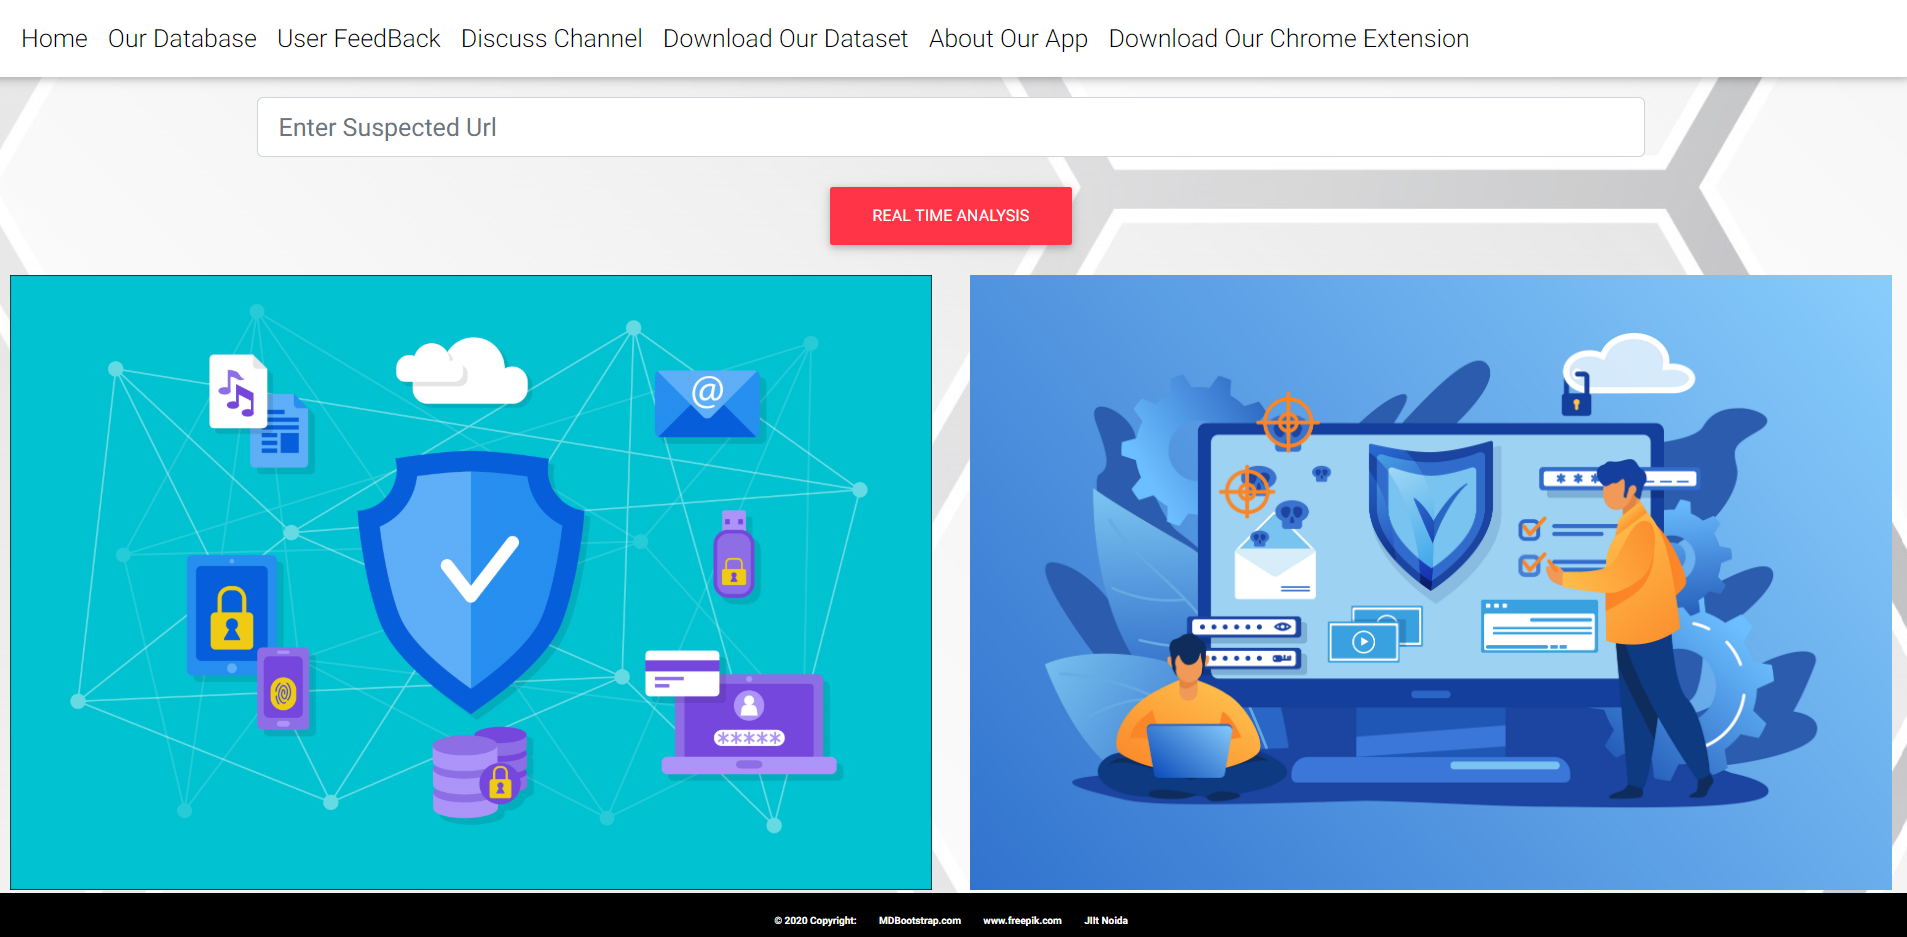 Home Our Database User FeedBack Discuss Channel Download Our Dataset About Our App Download Our Chrome Extension
Enter Suspected Url
REAL TIME ANALYSIS
@
*****
© 2020 Copyright: MDBootstrap.com www.freepik.com JIIt Noida